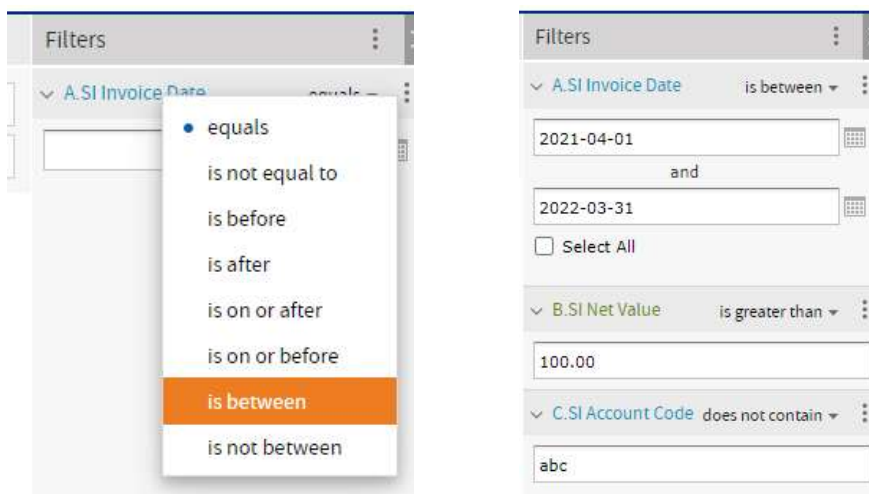 Filters
A.SI Invoice Date equals
equals
is not equal to
is before
is after
is on or after
is on or before
is between
is not between
Filters
A.SI Invoice Date is between
2021-04-01
and
2022-03-31
Select All
B.SI Net Value is greater than
100.00
C.SI Account Code does not contain
abc